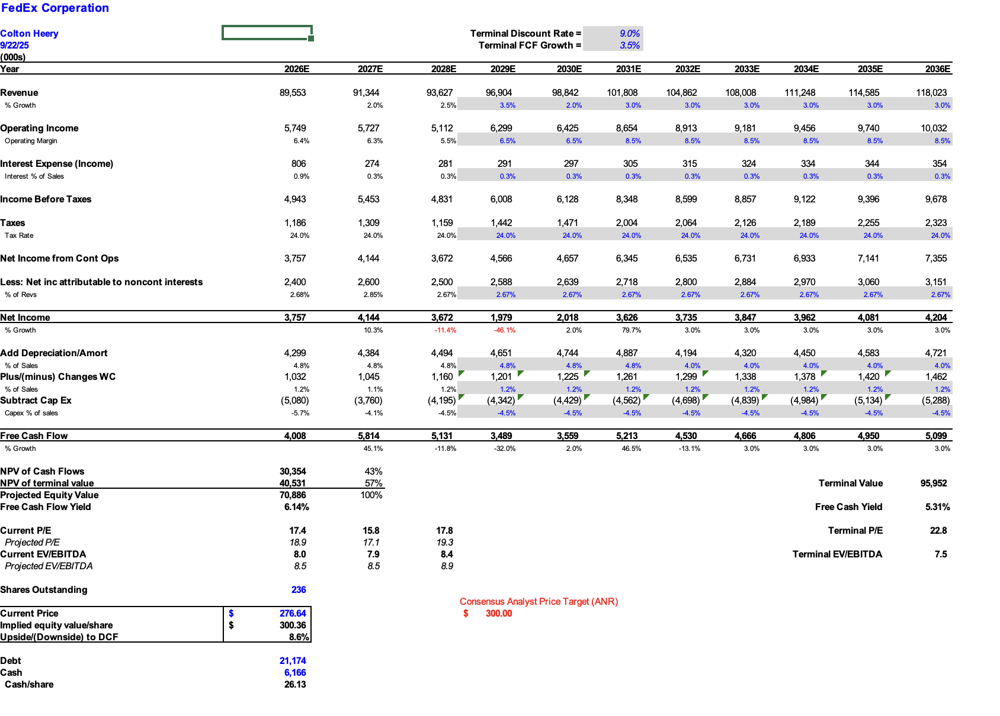 FedEx Corperation
Colton Heery Terminal Discount Rate = 9.0%
9/22/25 Terminal FCF Growth = 3.5%
(000s)
Year 2026E 2027E 2028E 2029E 2030E 2031E 2032E 2033E 2034E 2035E 2036E
Revenue 89,553 91,344 93,627 96,904 98,842 101,808 104,862 108,008 111,248 114,585 118,023
% Growth 2.0% 2.5% 3.5% 2.0% 3.0% 3.0% 3.0% 3.0% 3.0% 3.0%
Operating Income 5,749 5,727 5,112 6,299 6,425 8,654 8,913 9,181 9,456 9,740 10,032
Operating Margin 6.4% 6.3% 5.5% 6.5% 6.5% 8.5% 8.5% 8.5% 8.5% 8.5% 8.5%
Interest Expense (Income) 806 274 281 291 297 305 315 324 334 344 354
Interest % of Sales 0.9% 0.3% 0.3% 0.3% 0.3% 0.3% 0.3% 0.3% 0.3% 0.3% 0.3%
Income Before Taxes 4,943 5,453 4,831 6,008 6,128 8,348 8,599 8,857 9,122 9,396 9,678
Taxes 1,186 1,309 1,159 1,442 1,471 2,004 2,064 2,126 2,189 2,255 2,323
Tax Rate 24.0% 24.0% 24.0% 24.0% 24.0% 24.0% 24.0% 24.0% 24.0% 24.0% 24.0%
Net Income from Cont Ops 3,757 4,144 3,672 4,566 4,657 6,345 6,535 6,731 6,933 7,141 7,355
Less: Net inc attributable to noncont interests 2,400 2,600 2,500 2,588 2,639 2,718 2,800 2,884 2,970 3,060 3,151
% of Revs 2.68% 2.85% 2.67% 2.67% 2.67% 2.67% 2.67% 2.67% 2.67% 2.67% 2.67%
Net Income 3,757 4,144 3,672 1,979 2,018 3,626 3,735 3,847 3,962 4,081 4,204
% Growth 10.3% -11.4% -46.1% 2.0% 79.7% 3.0% 3.0% 3.0% 3.0% 3.0%
Add Depreciation/Amort 4,299 4,384 4,494 4,651 4,744 4,887 4,194 4,320 4,450 4,583 4,721
% of Sales 4.8% 4.8% 4.8% 4.8% 4.8% 4.8% 4.0% 4.0% 4.0% 4.0% 4.0%
Plus/(minus) Changes WC 1,032 1,045 1,160 1,201 1,225 1,261 1,299 1,338 1,378 1,420 1,462
% of Sales 1.2% 1.1% 1.2% 1.2% 1.2% 1.2% 1.2% 1.2% 1.2% 1.2% 1.2%
Subtract Cap Ex (5,080) (3,760) (4,195) (4,342) (4,429) (4,562) (4,698) (4,839) (4,984) (5,134) (5,288)
Capex % of sales -5.7% -4.1% -4.5% -4.5% -4.5% -4.5% -4.5% -4.5% -4.5% -4.5% -4.5%
Free Cash Flow 4,008 5,814 5,131 3,489 3,559 5,213 4,530 4,666 4,806 4,950 5,099
% Growth 45.1% -11.8% -32.0% 2.0% 46.5% -13.1% 3.0% 3.0% 3.0% 3.0%
NPV of Cash Flows 30,354 43%
NPV of terminal value 40,531 57% Terminal Value 95,952
Projected Equity Value 70,886 100%
Free Cash Flow Yield 6.14% Free Cash Yield 5.31%
Current P/E 17.4 15.8 17.8 Terminal P/E 22.8
Projected P/E 18.9 17.1 19.3
Current EV/EBITDA 8.0 7.9 8.4 Terminal EV/EBITDA 7.5
Projected EV/EBITDA 8.5 8.5 8.9
Shares Outstanding 236
Consensus Analyst Price Target (ANR)
Current Price $ 276.64 $ 300.00
Implied equity value/share $ 300.36
Upside/(Downside) to DCF 8.6%
Debt 21,174
Cash 6,166
Cash/share 26.13